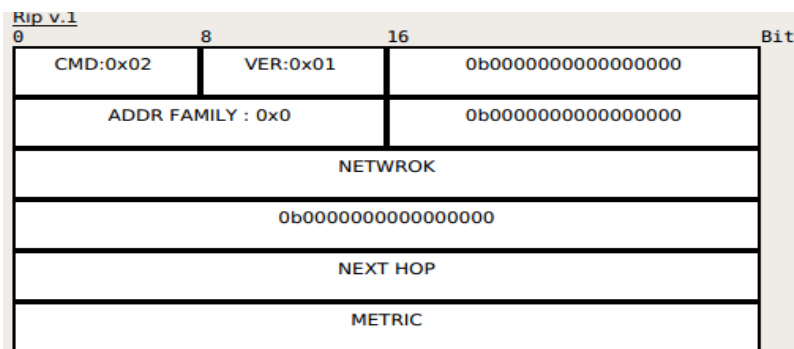 Rip v.1
0 8 16 Bit
CMD:0x02 VER:0x01 0b0000000000000000
ADDR FAMILY : 0x0 0b0000000000000000
NETWROK
0b0000000000000000
NEXT HOP
METRIC